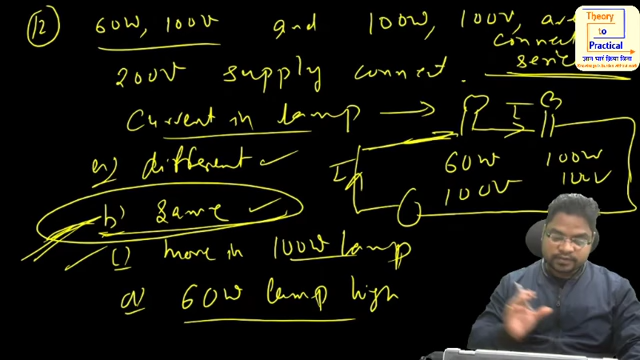 12 60W, 100V and 100W, 100V, are
connected
series
200V supply connect.
Current in lamp →
I
a) different ✓
60W 100W
I
100V 100V
b) same ✓
c) more in 100W lamp
d) 60W lamp high
Theory
to
Practical
ज्ञान भारं क्रियां बिना